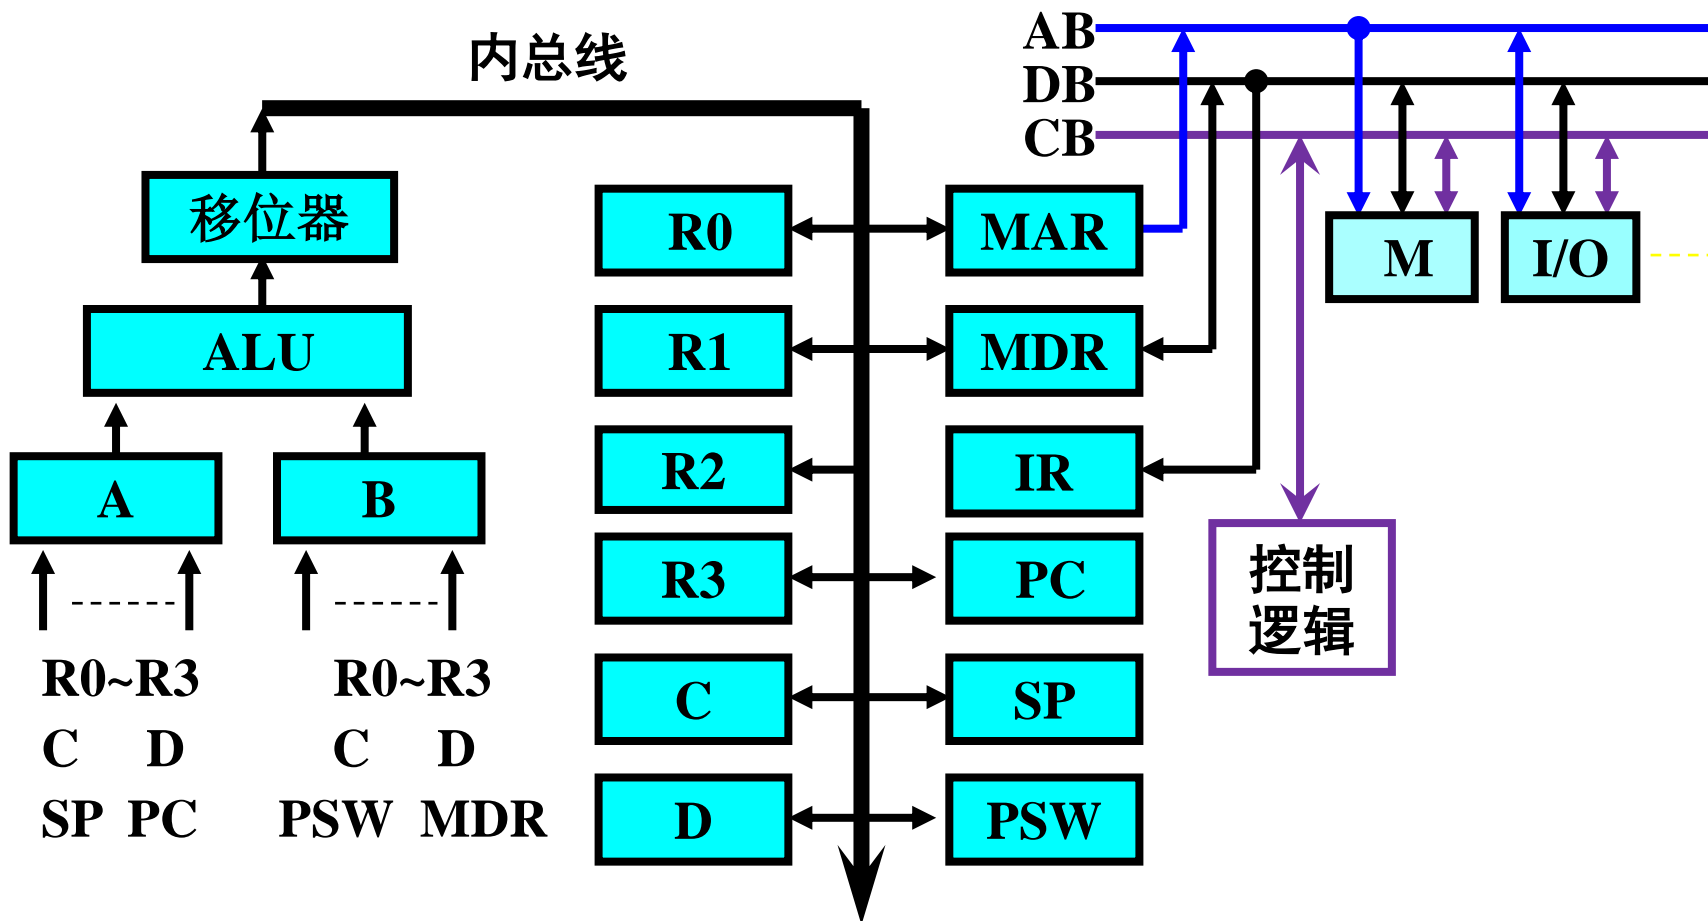 内总线
AB
DB
CB
移位器
R0
MAR
M
I/O
ALU
R1
MDR
A
B
R2
IR
R3
PC
控制
逻辑
R0~R3
R0~R3
C
SP
C D
C D
SP PC
PSW MDR
D
PSW